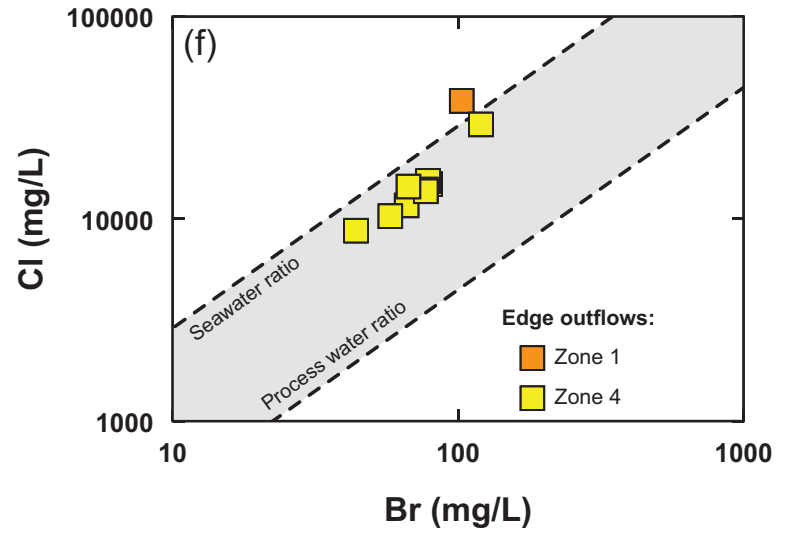 100000
(f)
Cl (mg/L)
10000
Seawater ratio
Process water ratio
Edge outflows:
Zone 1
Zone 4
1000
10
100
1000
Br (mg/L)